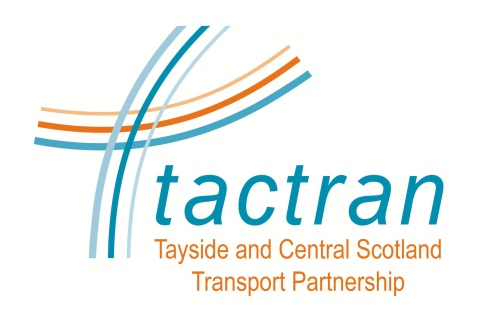 tactran
Tayside and Central Scotland
Transport Partnership